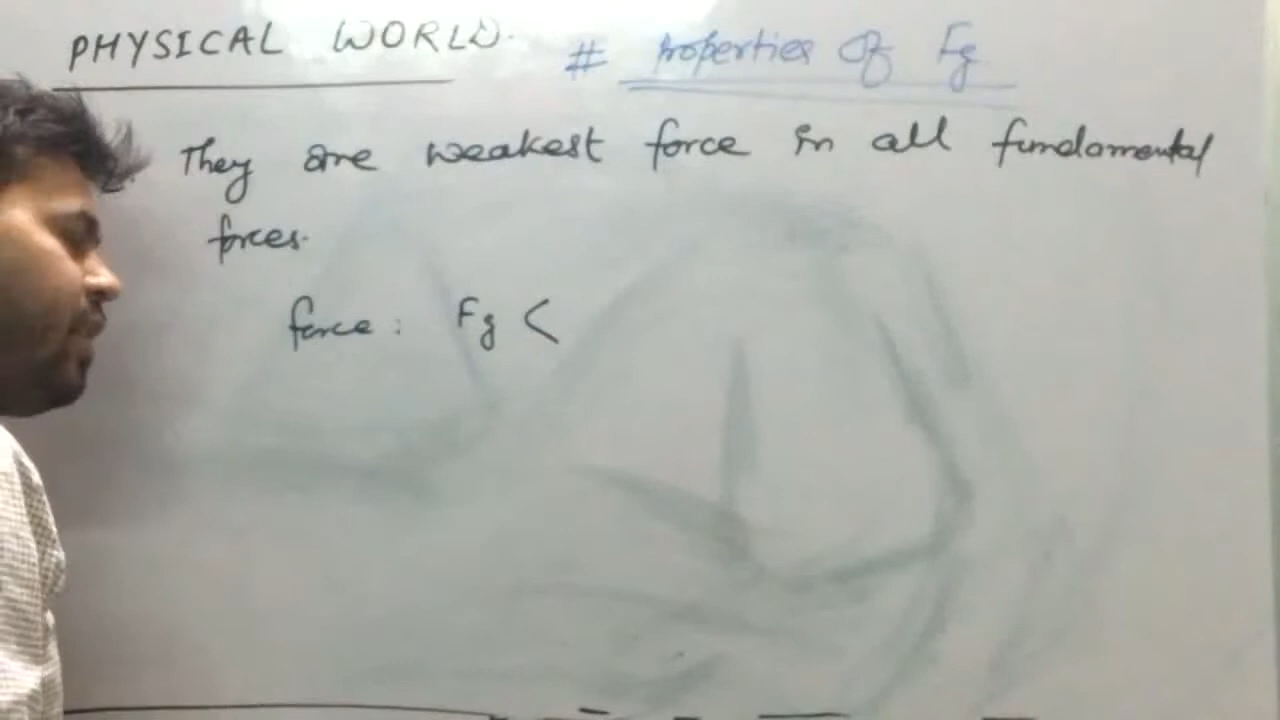 PHYSICAL WORLD.
# Properties Of Fg
They are weakest force in all fundamental
forces.
force: Fg <